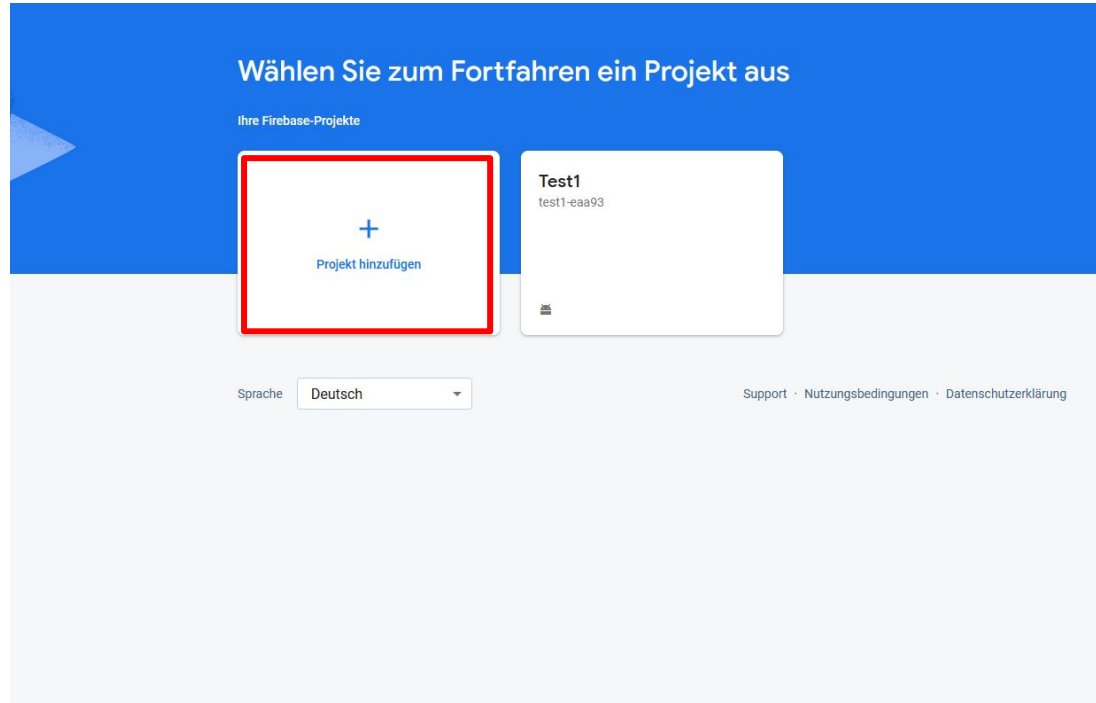 Wählen Sie zum Fortfahren ein Projekt aus
Ihre Firebase-Projekte
Projekt hinzufügen
Test1
test1-eaa93
Sprache Deutsch
Support · Nutzungsbedingungen · Datenschutzerklärung